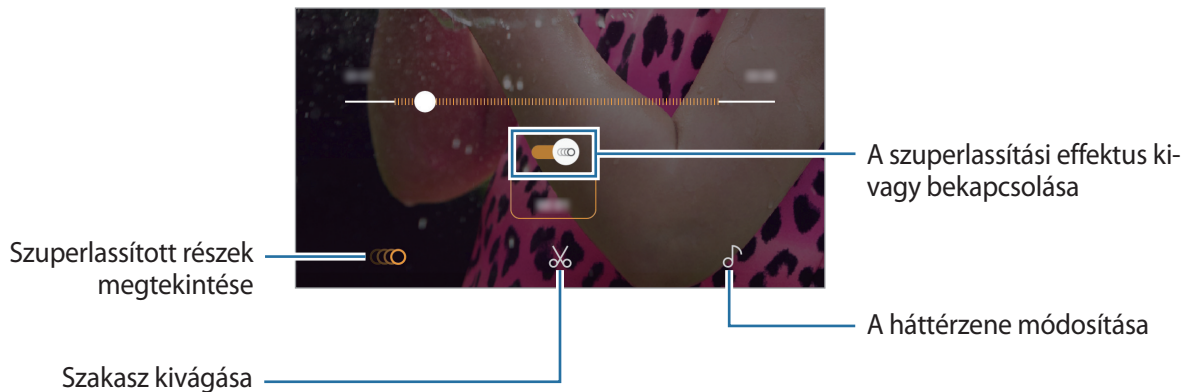 A szuperlassítási effektus ki-
vagy bekapcsolása
Szuperlassított részek
megtekintése
A háttérzene módosítása
Szakasz kivágása